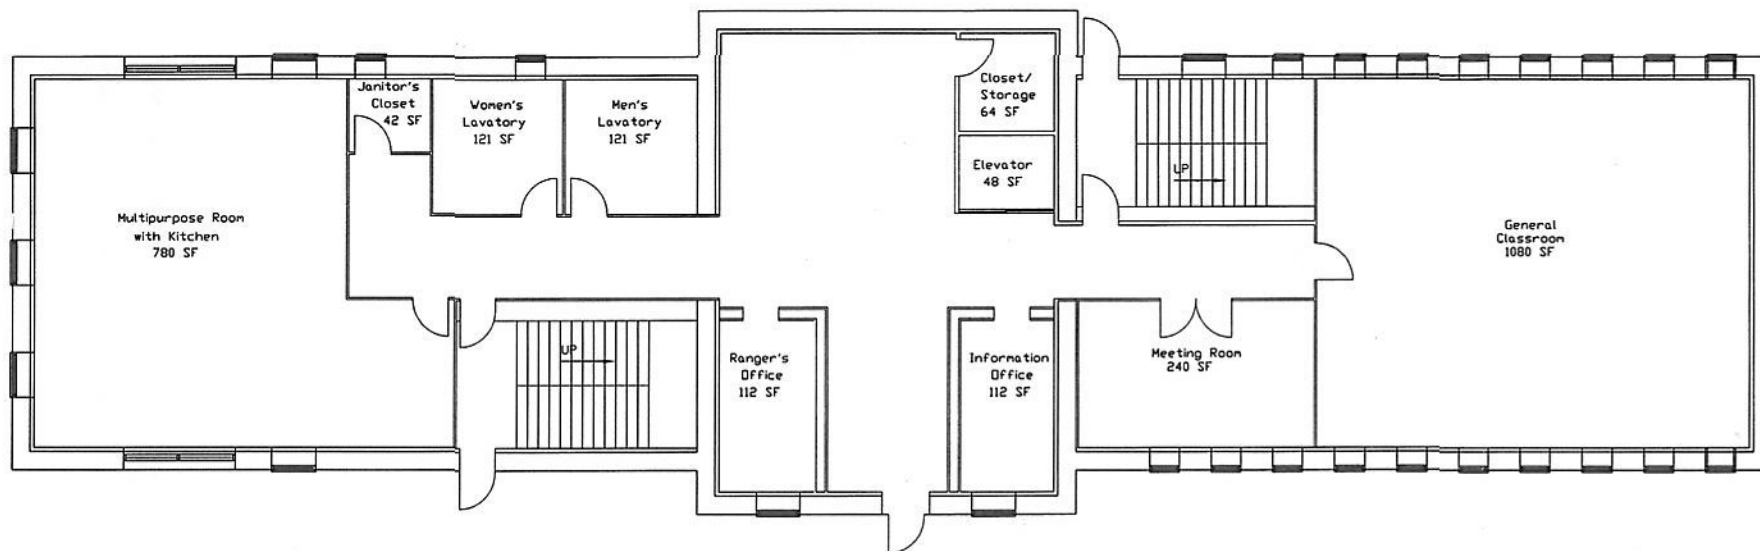 Janitor's
Closet
42 SF
Women's
Lavatory
121 SF
Men's
Lavatory
121 SF
Closet/
Storage
64 SF
Elevator
48 SF
UP
Multipurpose Room
with Kitchen
780 SF
General
Classroom
1080 SF
UP
Ranger's
Office
112 SF
Information
Office
112 SF
Meeting Room
240 SF